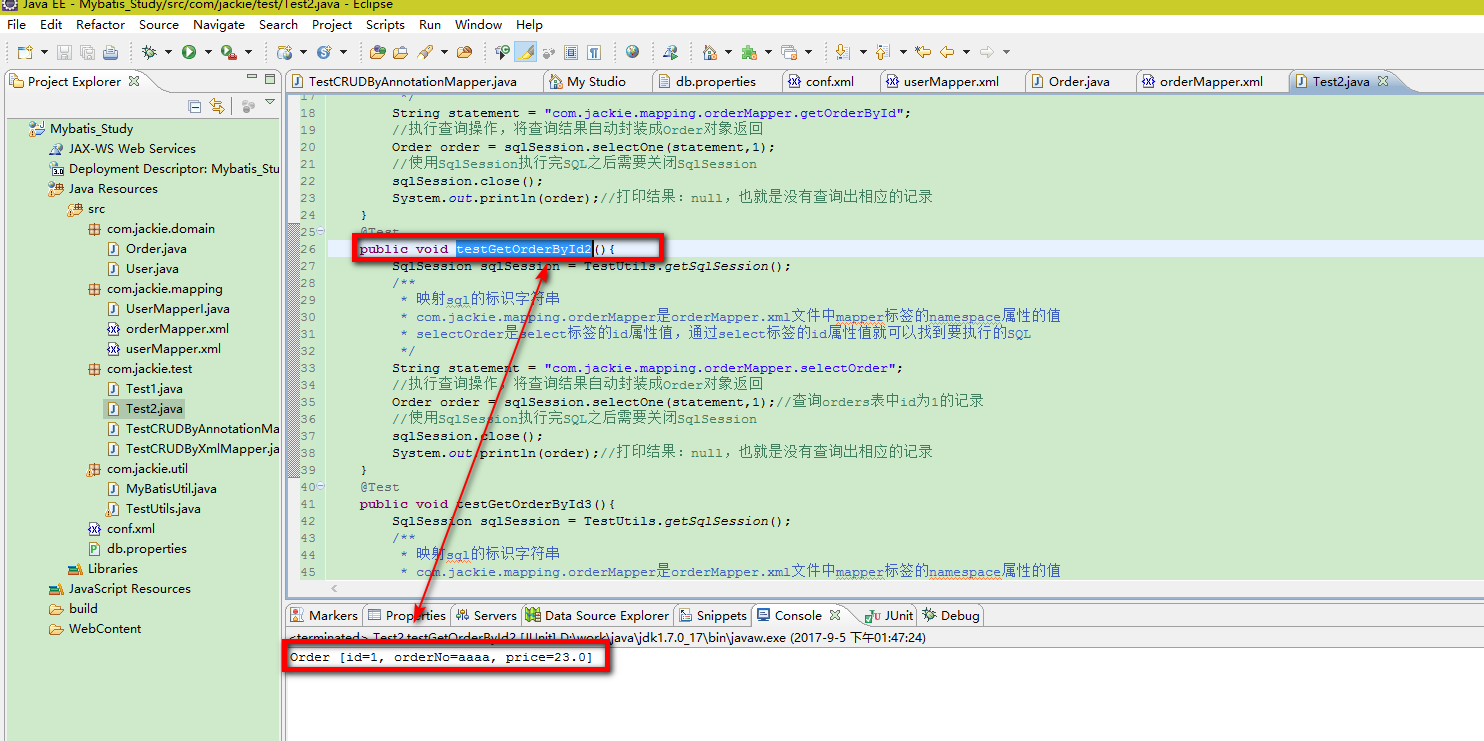 Java EE - Mybatis_Study/src/com/jackie/test/Test2.java - Eclipse
File Edit Source Refactor Navigate Search Project Scripts Run Window Help
Project Explorer
Mybatis_Study
JAX-WS Web Services
Deployment Descriptor: Mybatis_Stu
Java Resources
src
com.jackie.domain
Order.java
User.java
com.jackie.mapping
UserMapperI.java
orderMapper.xml
userMapper.xml
com.jackie.test
Test1.java
Test2.java
TestCRUDByAnnotationMa
TestCRUDByXmlMapper.ja
com.jackie.util
MyBatisUtil.java
TestUtils.java
conf.xml
db.properties
Libraries
JavaScript Resources
build
WebContent
TestCRUDByAnnotationMapper.java My Studio db.properties conf.xml userMapper.xml Order.java orderMapper.xml Test2.java
17 */
18 String statement = "com.jackie.mapping.orderMapper.getOrderById";
19 //执行查询操作，将查询结果自动封装成Order对象返回
20 Order order = sqlSession.selectOne(statement,1);
21 //使用SqlSession执行完SQL之后需要关闭SqlSession
22 sqlSession.close();
23 System.out.println(order);//打印结果：null，也就是没有查询出相应的记录
24 }
25 @Test
26 public void testGetOrderById2(){
27 SqlSession sqlSession = TestUtils.getSqlSession();
28 /**
29 * 映射sql的标识字符串
30 * com.jackie.mapping.orderMapper是orderMapper.xml文件中mapper标签的namespace属性的值
31 * selectOrder是select标签的id属性值，通过select标签的id属性值就可以找到要执行的SQL
32 */
33 String statement = "com.jackie.mapping.orderMapper.selectOrder";
34 //执行查询操作，将查询结果自动封装成Order对象返回
35 Order order = sqlSession.selectOne(statement,1);//查询orders表中id为1的记录
36 //使用SqlSession执行完SQL之后需要关闭SqlSession
37 sqlSession.close();
38 System.out.println(order);//打印结果：null，也就是没有查询出相应的记录
39 }
40 @Test
41 public void testGetOrderById3(){
42 SqlSession sqlSession = TestUtils.getSqlSession();
43 /**
44 * 映射sql的标识字符串
45 * com.jackie.mapping.orderMapper是orderMapper.xml文件中mapper标签的namespace属性的值
Markers Properties Servers Data Source Explorer Snippets Console JUnit Debug
<terminated> Test2.testGetOrderById2 [JUnit] D:\work\java\jdk1.7.0_17\bin\javaw.exe (2017-9-5 下午01:47:24)
Order [id=1, orderNo=aaaa, price=23.0]